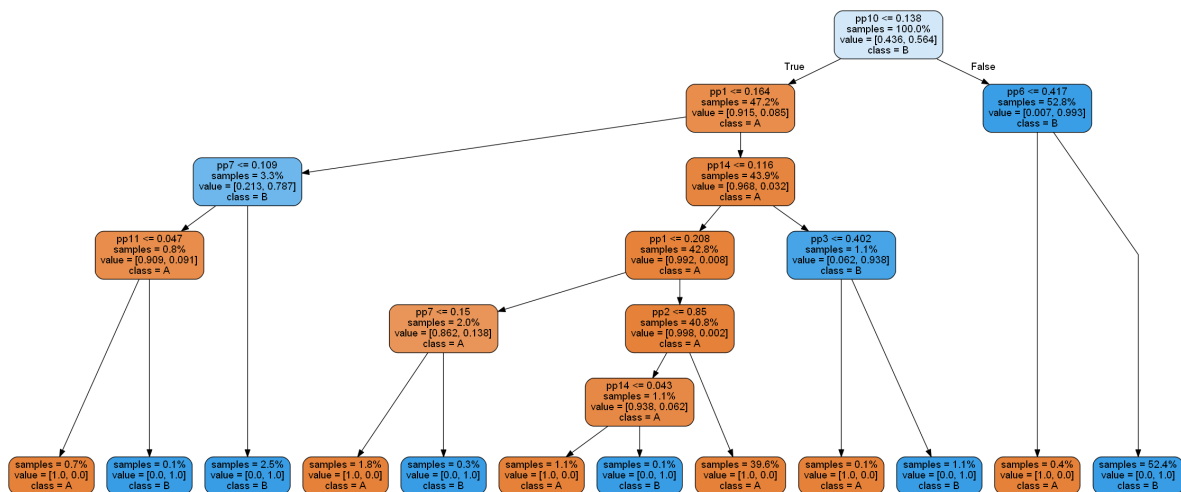 pp10 <= 0.138
samples = 100.0%
value = [0.436, 0.564]
class = B
True
False
pp1 <= 0.164
samples = 47.2%
value = [0.915, 0.085]
class = A
pp6 <= 0.417
samples = 52.8%
value = [0.007, 0.993]
class = B
pp7 <= 0.109
samples = 3.3%
value = [0.213, 0.787]
class = B
pp14 <= 0.116
samples = 43.9%
value = [0.968, 0.032]
class = A
pp11 <= 0.047
samples = 0.8%
value = [0.909, 0.091]
class = A
pp1 <= 0.208
samples = 42.8%
value = [0.992, 0.008]
class = A
pp3 <= 0.402
samples = 1.1%
value = [0.062, 0.938]
class = B
pp7 <= 0.15
samples = 2.0%
value = [0.862, 0.138]
class = A
pp2 <= 0.85
samples = 40.8%
value = [0.998, 0.002]
class = A
pp14 <= 0.043
samples = 1.1%
value = [0.938, 0.062]
class = A
samples = 0.7%
value = [1.0, 0.0]
class = A
samples = 0.1%
value = [0.0, 1.0]
class = B
samples = 2.5%
value = [0.0, 1.0]
class = B
samples = 1.8%
value = [1.0, 0.0]
class = A
samples = 0.3%
value = [0.0, 1.0]
class = B
samples = 1.1%
value = [1.0, 0.0]
class = A
samples = 0.1%
value = [0.0, 1.0]
class = B
samples = 39.6%
value = [1.0, 0.0]
class = A
samples = 0.1%
value = [1.0, 0.0]
class = A
samples = 1.1%
value = [0.0, 1.0]
class = B
samples = 0.4%
value = [1.0, 0.0]
class = A
samples = 52.4%
value = [0.0, 1.0]
class = B